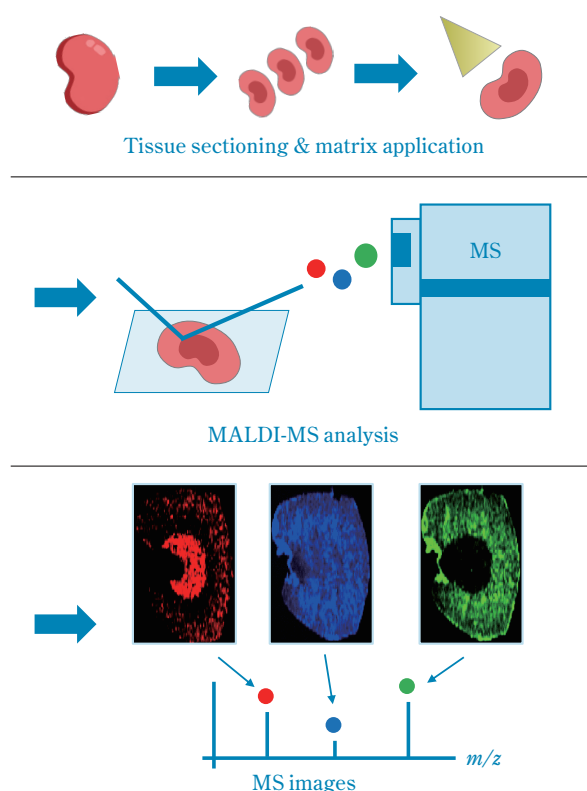 Tissue sectioning & matrix application
MS
MALDI-MS analysis
m/z
MS images